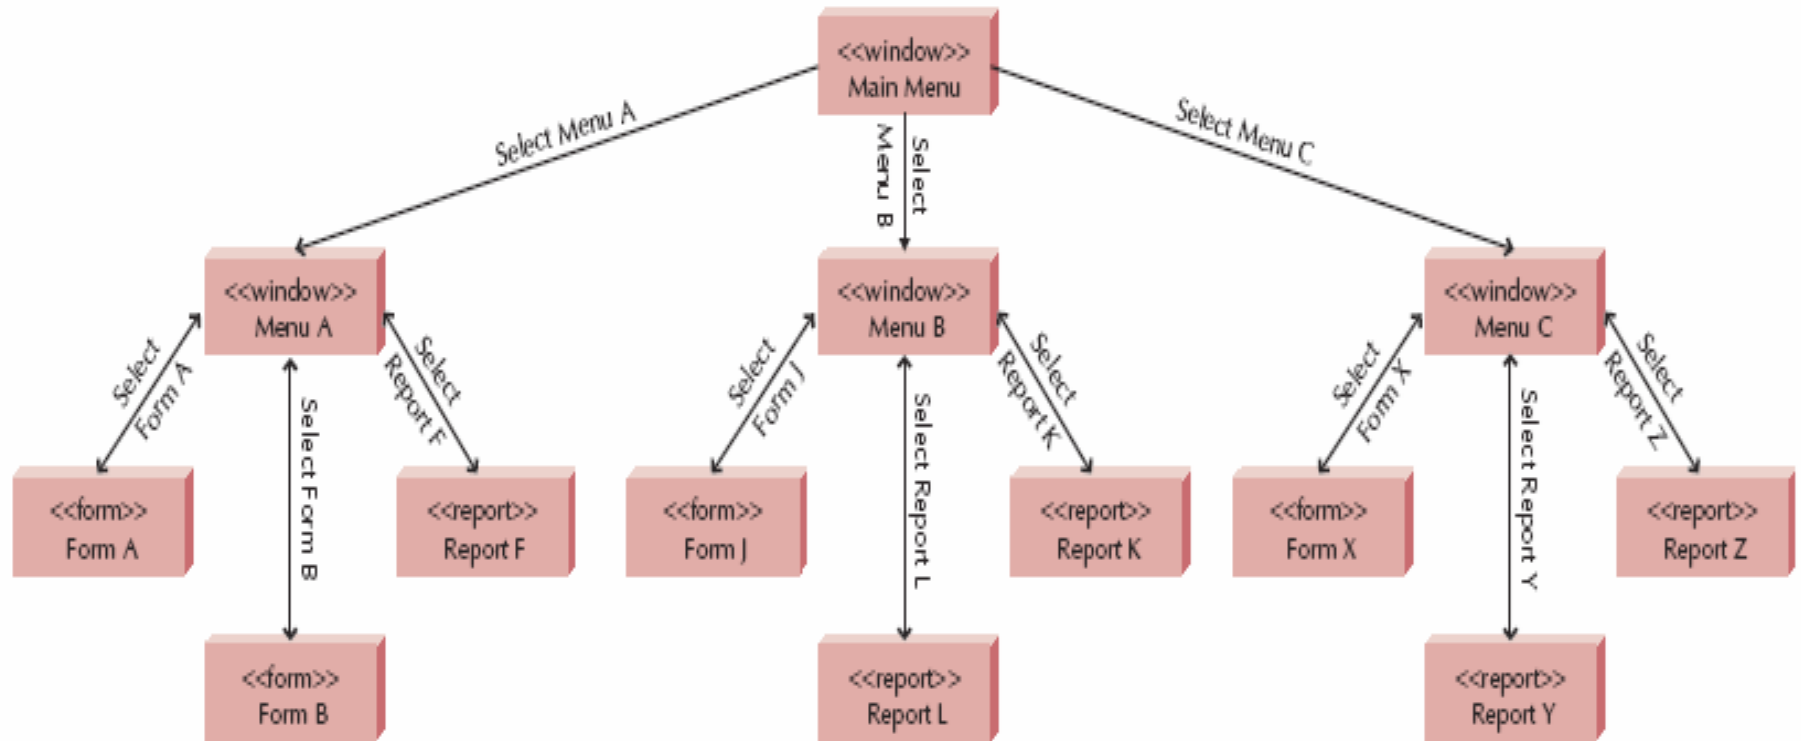 <<window>>
Main Menu
Select Menu A
Select
Menu B
Select Menu C
<<window>>
Menu A
<<window>>
Menu B
<<window>>
Menu C
Select
Form A
Select Form B
Select
Report F
Select
Form J
Select Report L
Select
Report K
Select
Form X
Select Report Y
Select
Report Z
<<form>>
Form A
<<report>>
Report F
<<form>>
Form J
<<report>>
Report K
<<form>>
Form X
<<report>>
Report Z
<<form>>
Form B
<<report>>
Report L
<<report>>
Report Y